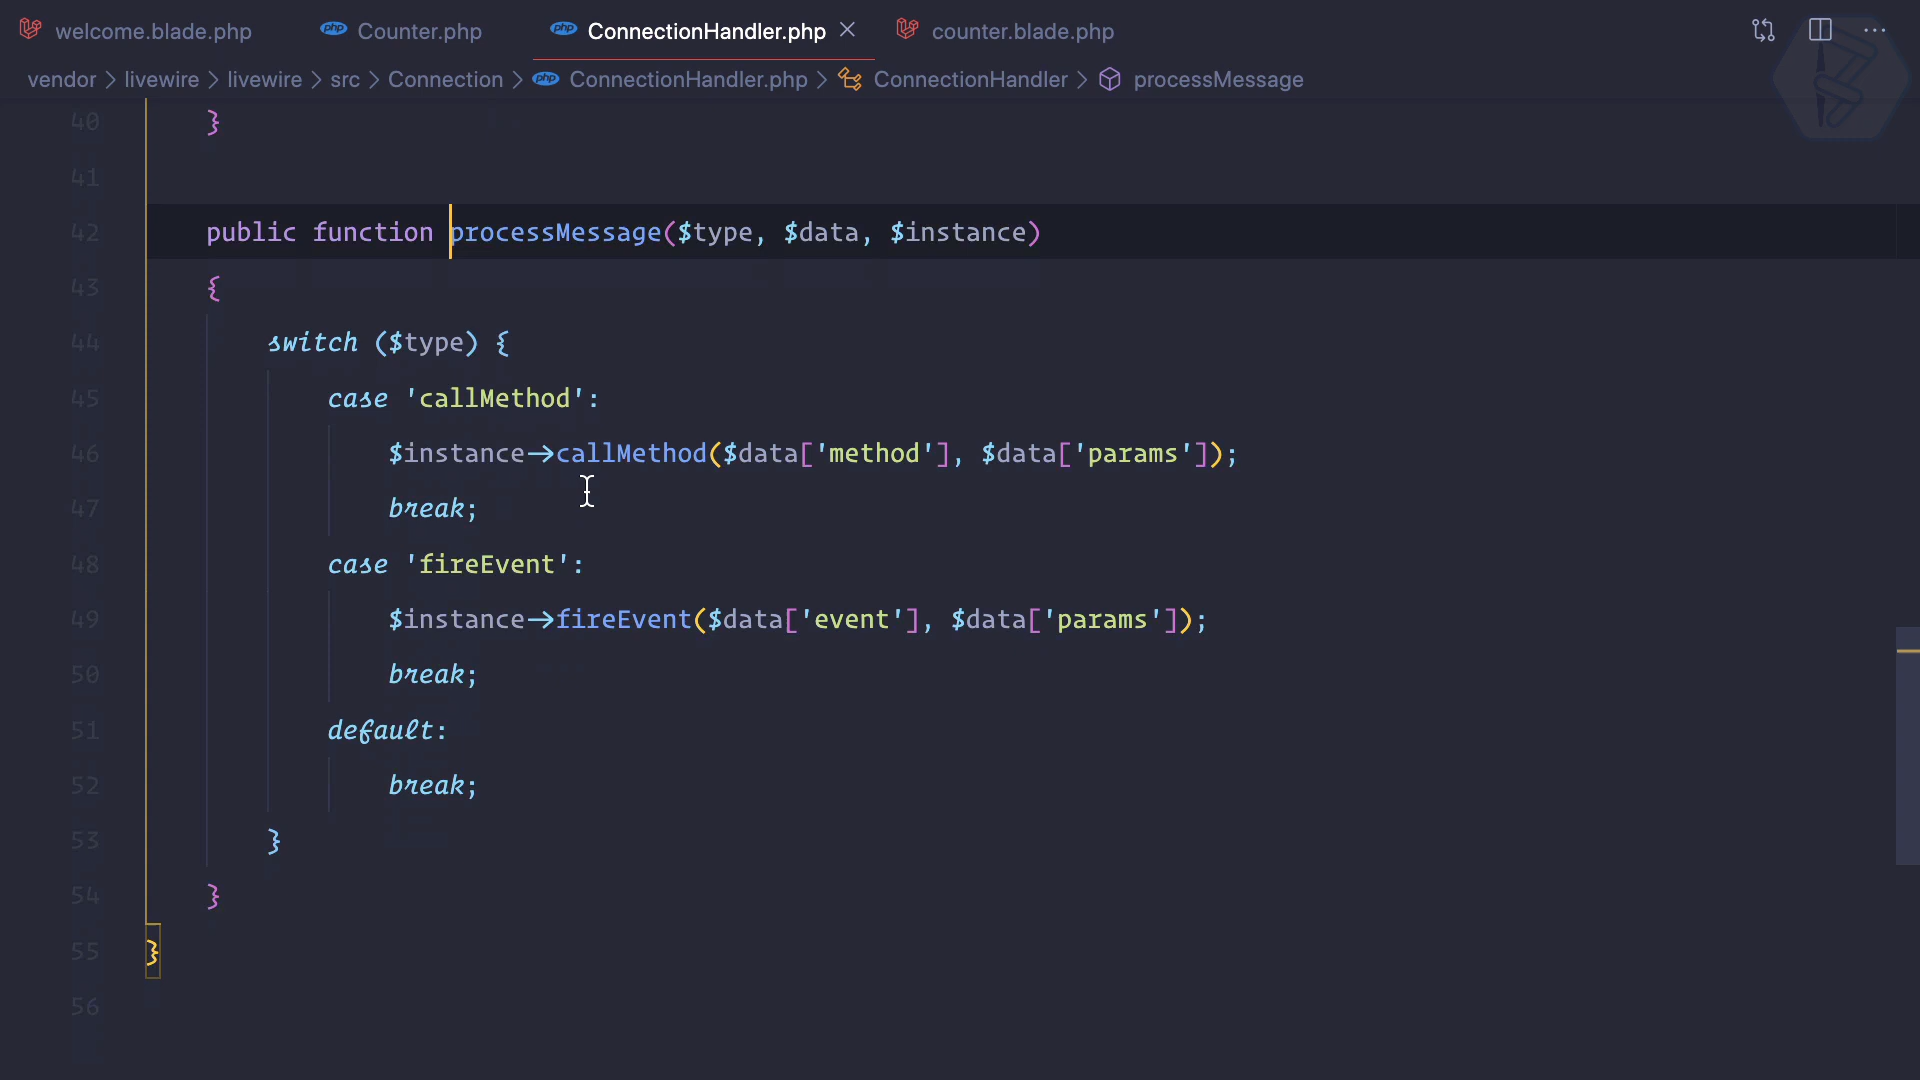 welcome.blade.php Counter.php ConnectionHandler.php counter.blade.php
vendor > livewire > livewire > src > Connection > ConnectionHandler.php > ConnectionHandler > processMessage
40 }
41
42 public function processMessage($type, $data, $instance)
43 {
44 switch ($type) {
45 case 'callMethod':
46 $instance->callMethod($data['method'], $data['params']);
47 break;
48 case 'fireEvent':
49 $instance->fireEvent($data['event'], $data['params']);
50 break;
51 default:
52 break;
53 }
54 }
55 }
56